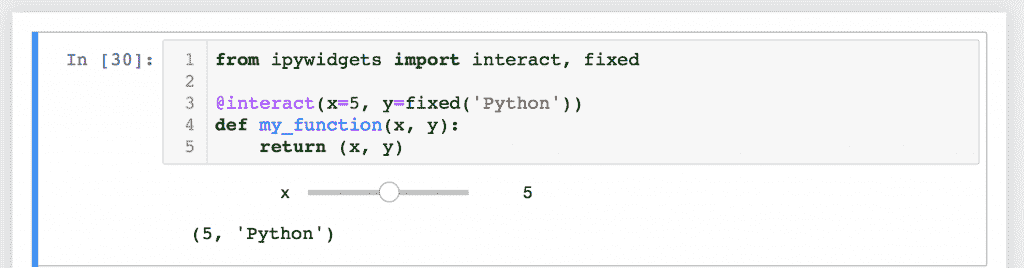 In [30]:
1 from ipywidgets import interact, fixed
2
3 @interact(x=5, y=fixed('Python'))
4 def my_function(x, y):
5     return (x, y)
x 5
(5, 'Python')